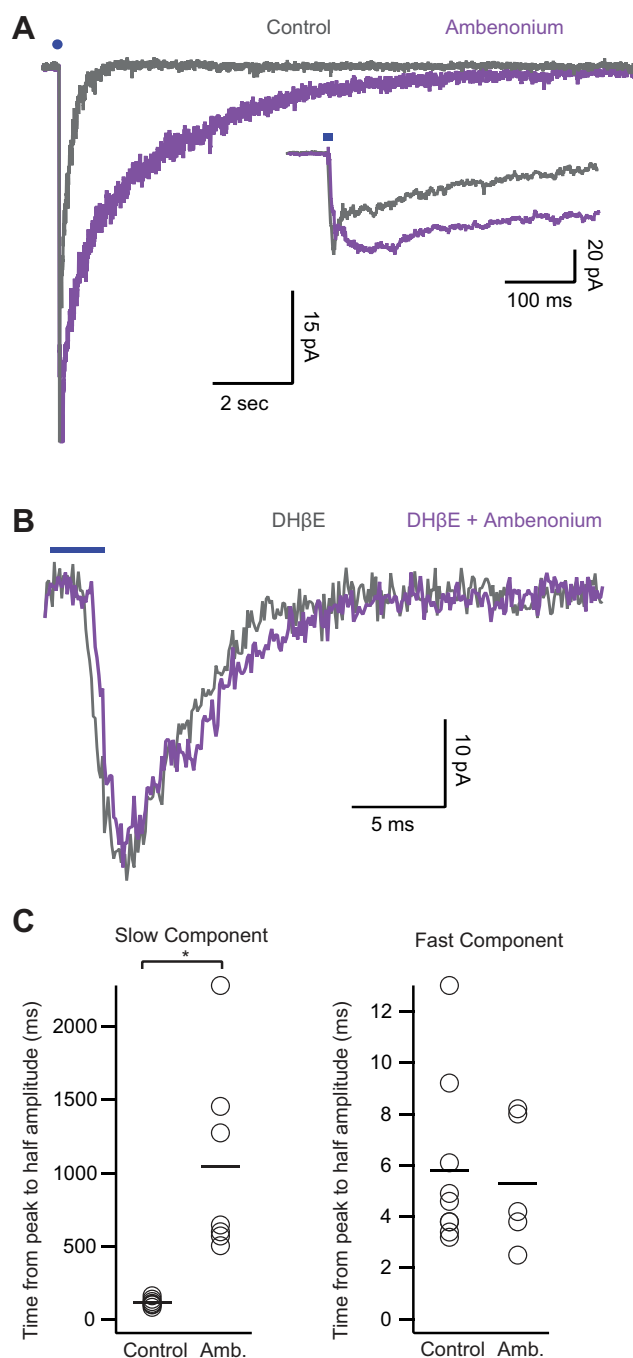 A
Control Ambenonium
20 pA
100 ms
15 pA
2 sec
B
DHβE DHβE + Ambenonium
10 pA
5 ms
C
Slow Component
*
Time from peak to half amplitude (ms)
2000
1500
1000
500
0
Control Amb.
Fast Component
Time from peak to half amplitude (ms)
12
10
8
6
4
2
0
Control Amb.